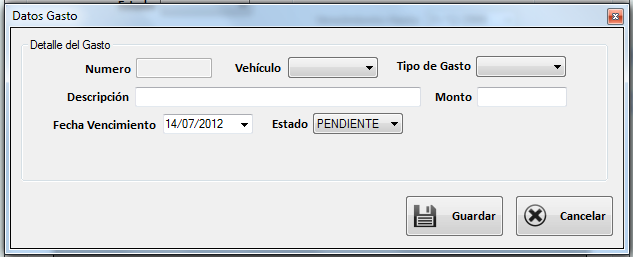 Datos Gasto
Detalle del Gasto
Numero Vehículo Tipo de Gasto
Descripción Monto
Fecha Vencimiento 14/07/2012 Estado PENDIENTE
Guardar Cancelar